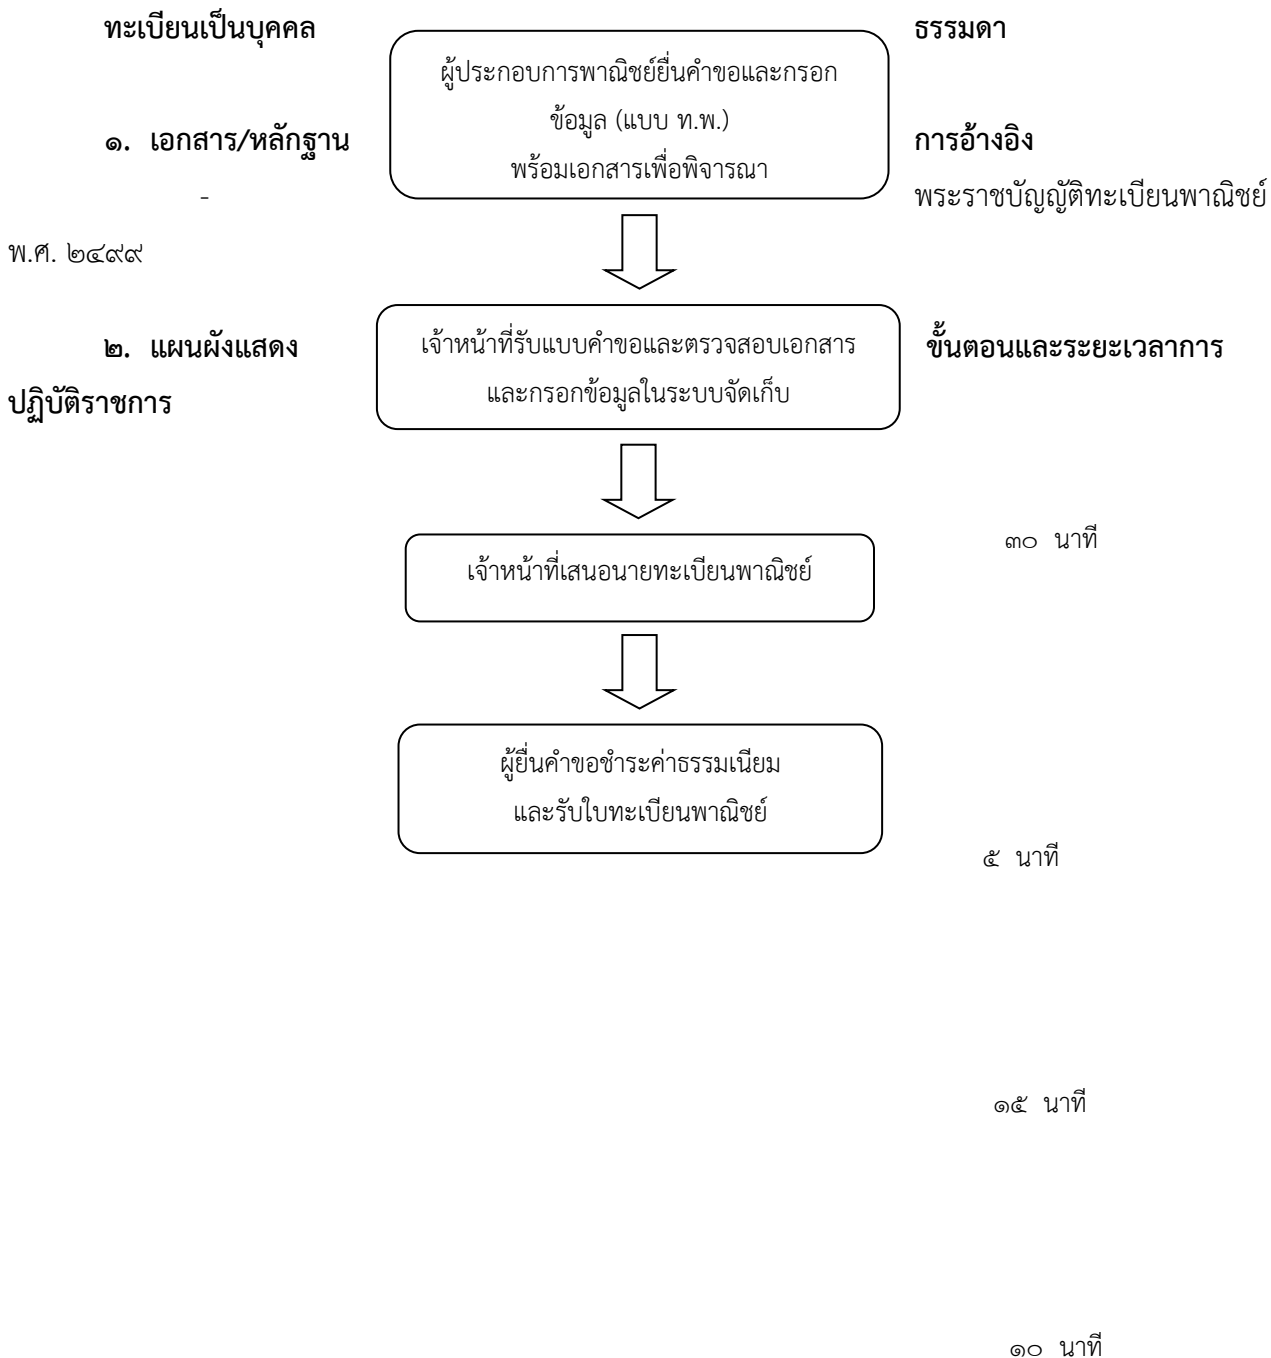 ทะเบียนเป็นบุคคล ธรรมดา
ผู้ประกอบการพาณิชย์ยื่นคำขอและกรอก
ข้อมูล (แบบ ท.พ.)
พร้อมเอกสารเพื่อพิจารณา
๑. เอกสาร/หลักฐาน การอ้างอิง
- พระราชบัญญัติทะเบียนพาณิชย์
พ.ศ. ๒๔๙๙
๒. แผนผังแสดง ขั้นตอนและระยะเวลาการ
ปฏิบัติราชการ
เจ้าหน้าที่รับแบบคำขอและตรวจสอบเอกสาร
และกรอกข้อมูลในระบบจัดเก็บ
๓๐ นาที
เจ้าหน้าที่เสนอนายทะเบียนพาณิชย์
ผู้ยื่นคำขอชำระค่าธรรมเนียม
และรับใบทะเบียนพาณิชย์
๕ นาที
๑๕ นาที
๑๐ นาที